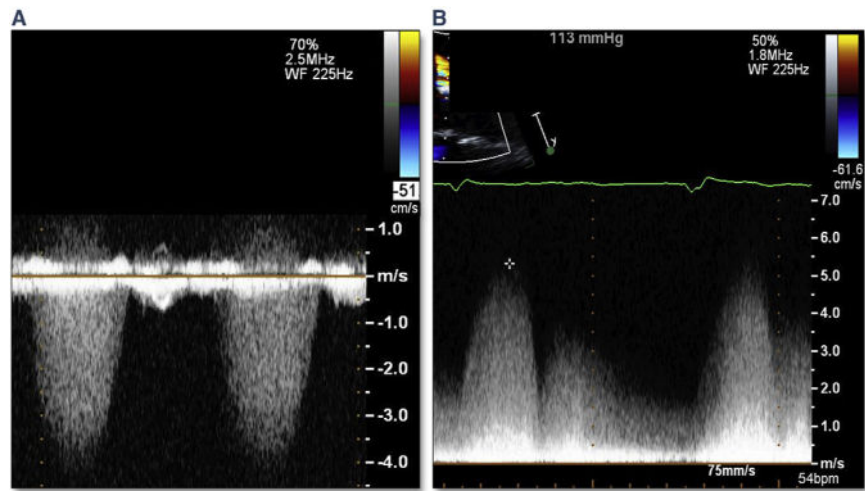 A
70%
2.5MHz
WF 225Hz
-51
cm/s
1.0
m/s
-1.0
-2.0
-3.0
-4.0
B
113 mmHg
50%
1.8MHz
WF 225Hz
y
-61.6
cm/s
7.0
6.0
5.0
4.0
3.0
2.0
1.0
m/s
75mm/s
54bpm